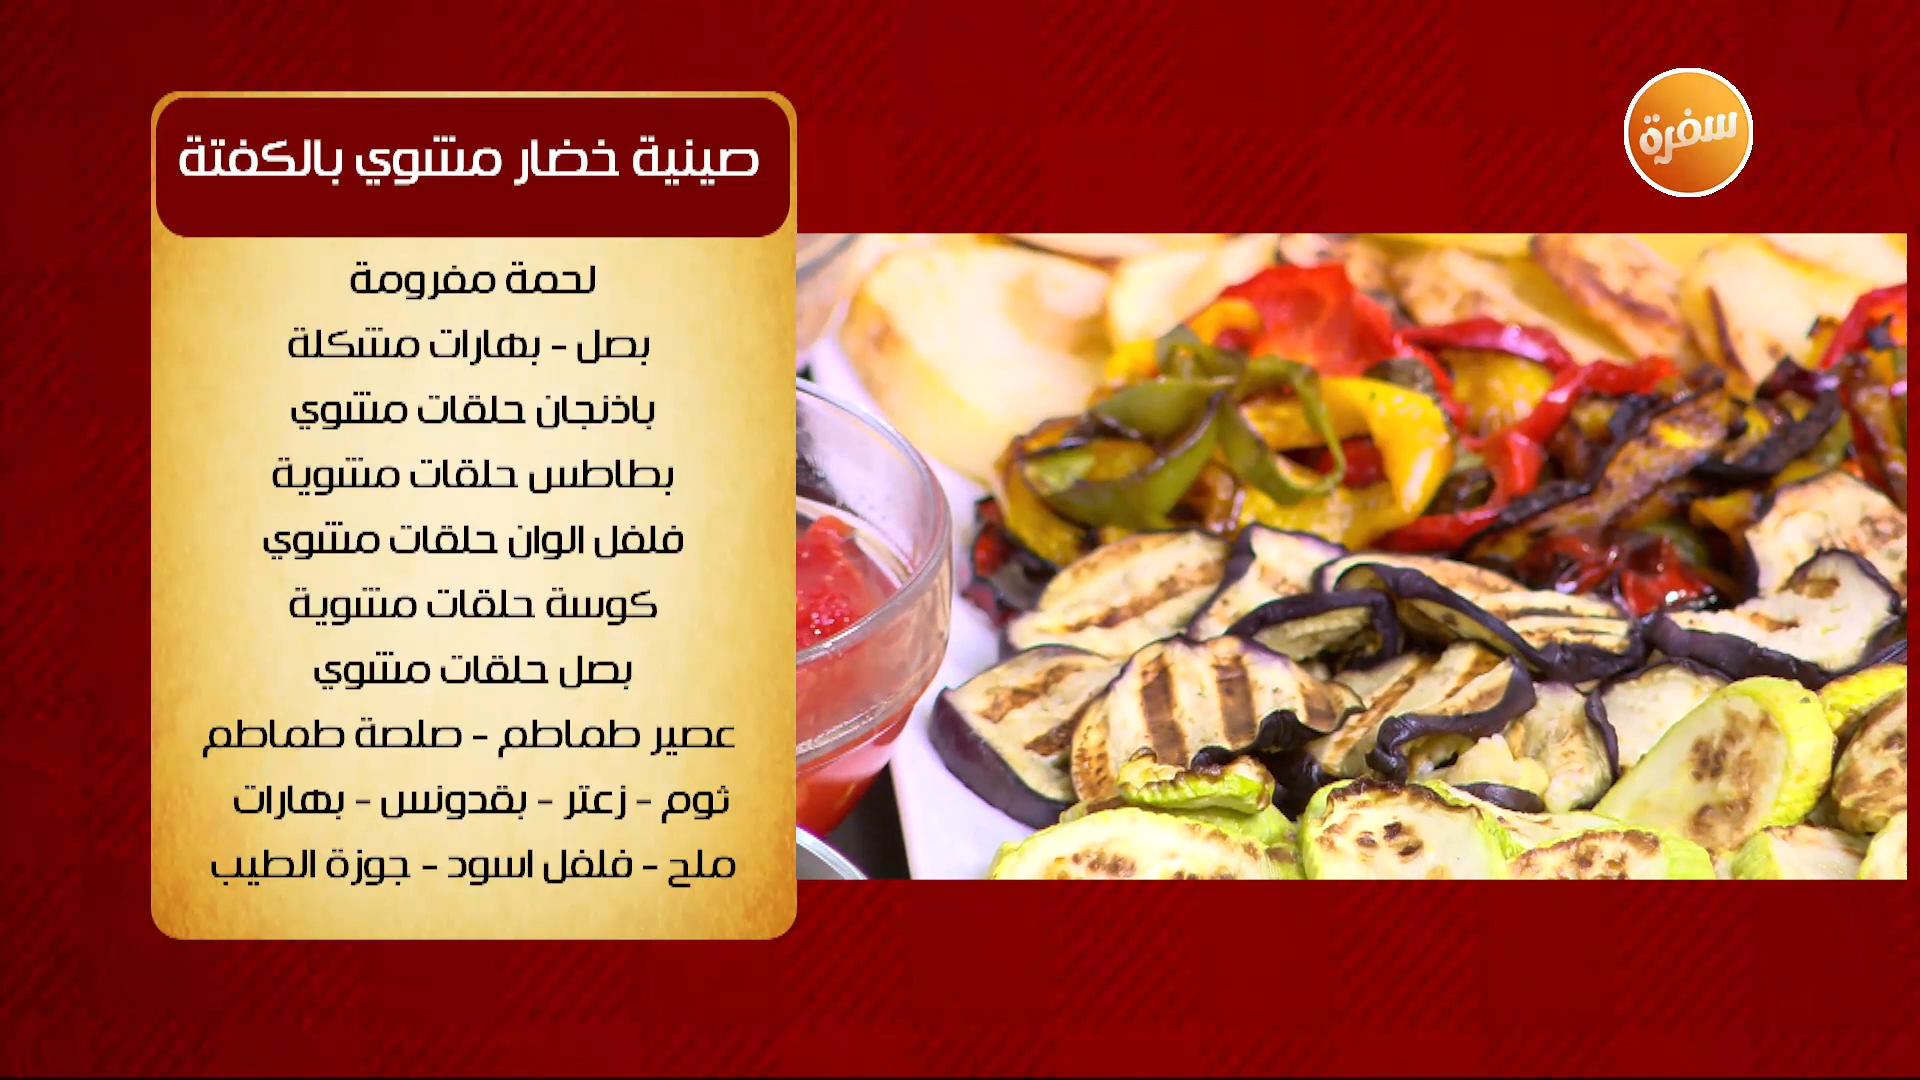 سفرة
صينية خضار مشوي بالكفتة
لحمة مفرومة
بصل - بهارات مشكلة
باذنجان حلقات مشوي
بطاطس حلقات مشوية
فلفل الوان حلقات مشوي
كوسة حلقات مشوية
بصل حلقات مشوي
عصير طماطم - صلصة طماطم
ثوم - زعتر - بقدونس - بهارات
ملح - فلفل اسود - جوزة الطيب